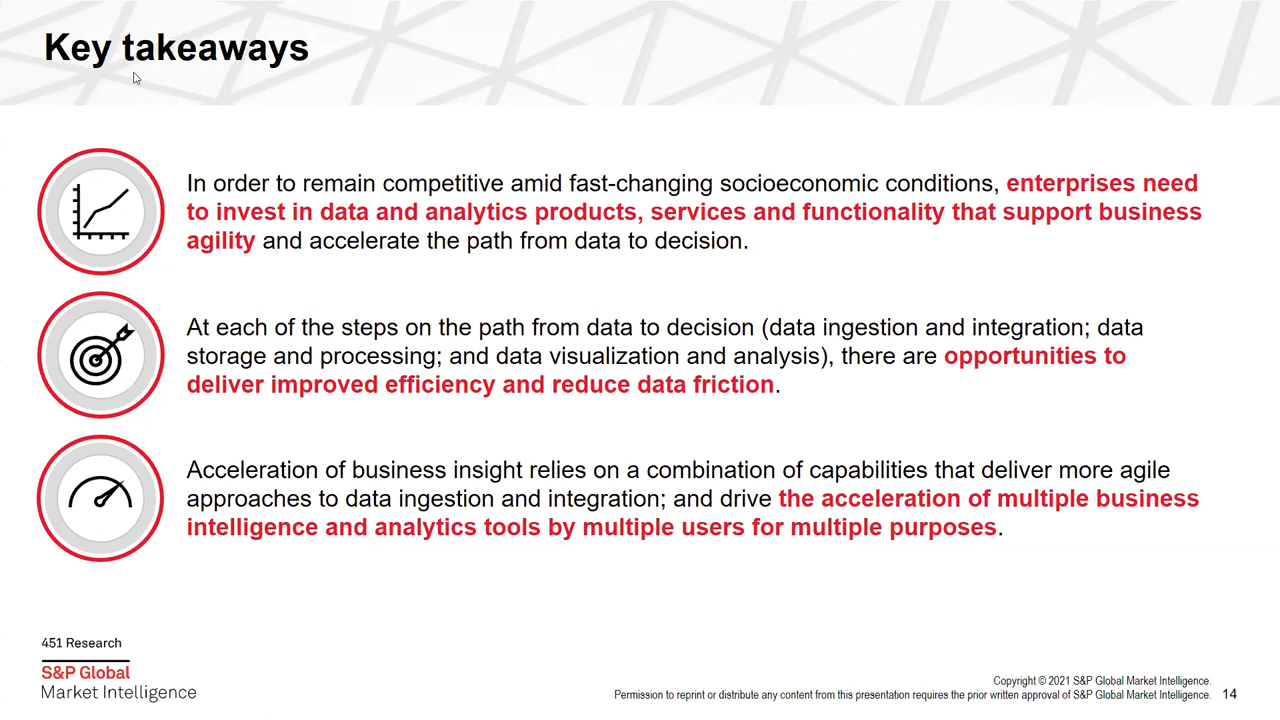 Key takeaways
In order to remain competitive amid fast-changing socioeconomic conditions, enterprises need
to invest in data and analytics products, services and functionality that support business
agility and accelerate the path from data to decision.
At each of the steps on the path from data to decision (data ingestion and integration; data
storage and processing; and data visualization and analysis), there are opportunities to
deliver improved efficiency and reduce data friction.
Acceleration of business insight relies on a combination of capabilities that deliver more agile
approaches to data ingestion and integration; and drive the acceleration of multiple business
intelligence and analytics tools by multiple users for multiple purposes.
451 Research
S&P Global
Market Intelligence
Copyright © 2021 S&P Global Market Intelligence.
Permission to reprint or distribute any content from this presentation requires the prior written approval of S&P Global Market Intelligence. 14